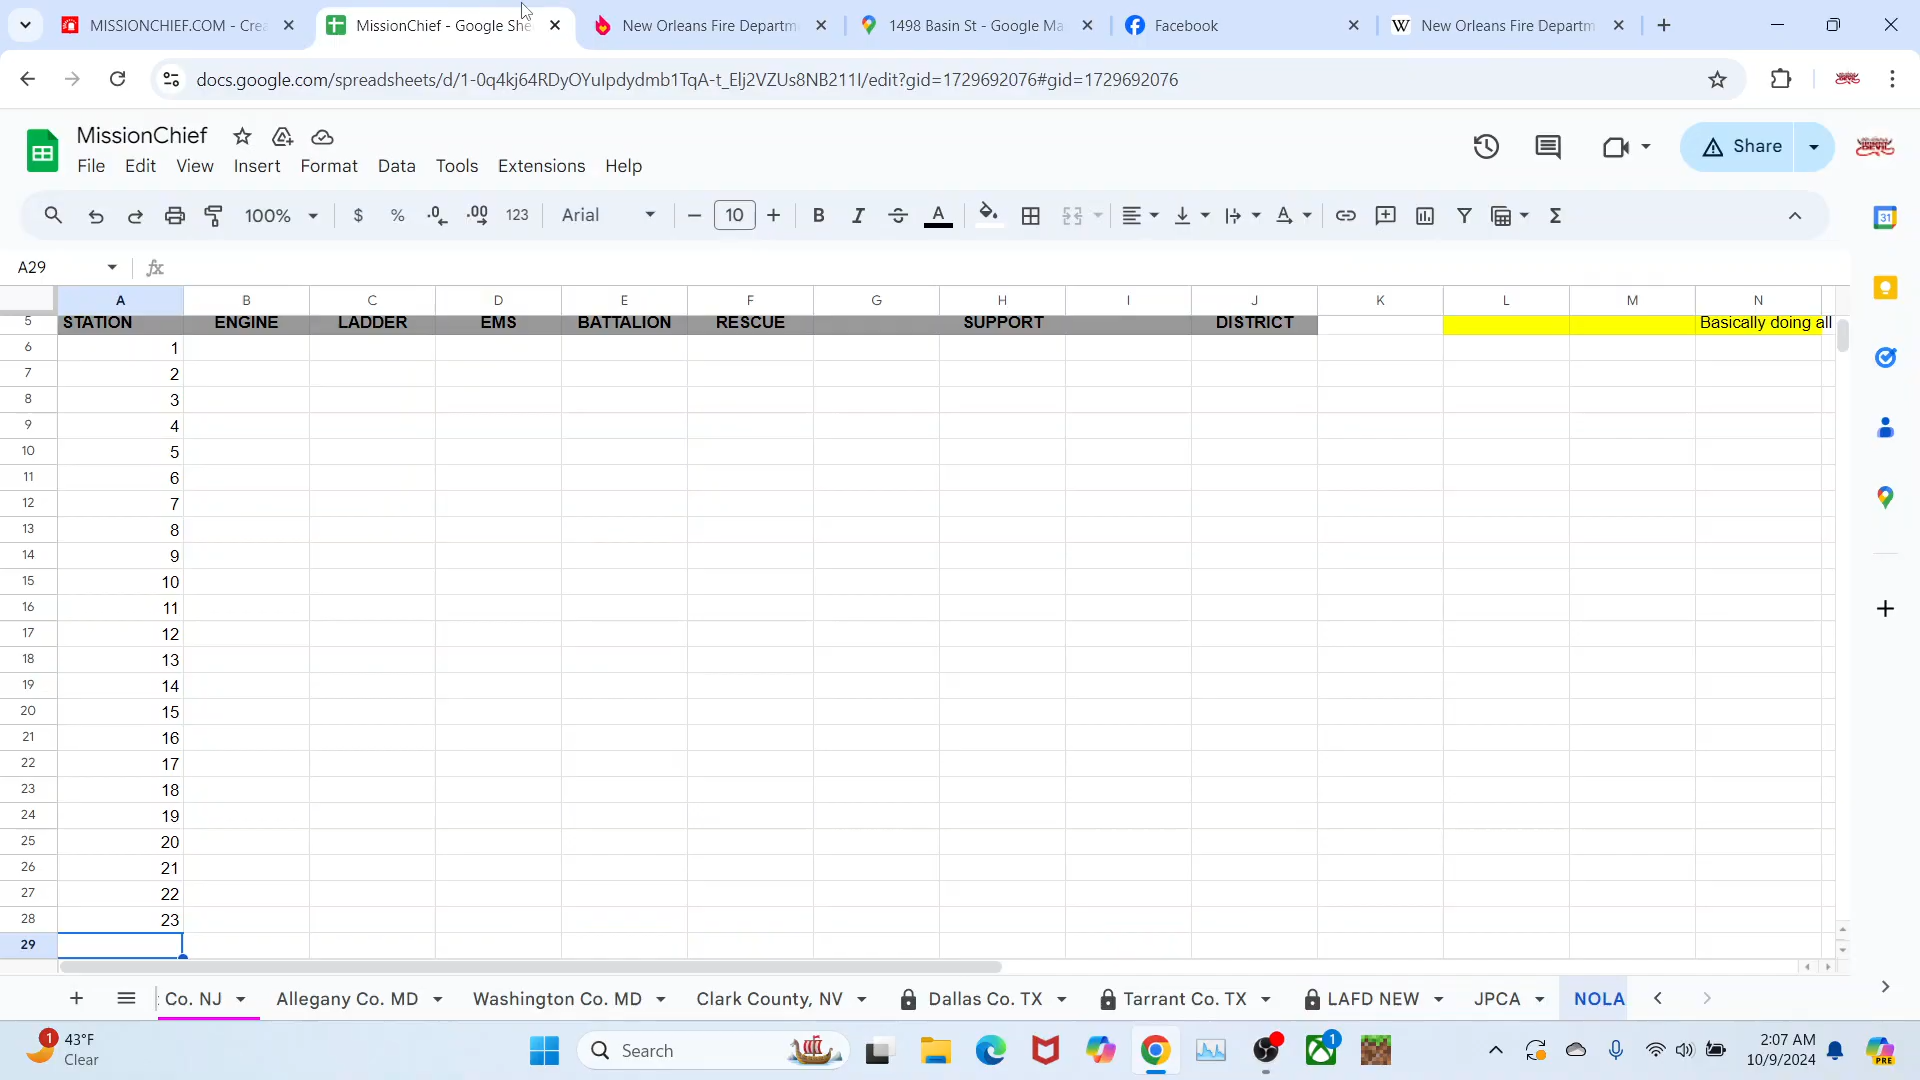 MISSIONCHIEF.COM - Crea
MissionChief - Google She
New Orleans Fire Departm
1498 Basin St - Google Ma
Facebook
W New Orleans Fire Departm
docs.google.com/spreadsheets/d/1-0q4kj64RDyOYuIpdydmb1TqA-t_Elj2VZUs8NB211I/edit?gid=1729692076#gid=1729692076
MissionChief
File Edit View Insert Format Data Tools Extensions Help
Share
100% $ % .0 .00 123 Arial 10 B I S A A Σ
31
A29 fx
A B C D E F G H I J K L M N
5 STATION ENGINE LADDER EMS BATTALION RESCUE SUPPORT DISTRICT Basically doing all
6 1
7 2
8 3
9 4
10 5
11 6
12 7
13 8
14 9
15 10
16 11
17 12
18 13
19 14
20 15
21 16
22 17
23 18
24 19
25 20
26 21
27 22
28 23
29
Co. NJ Allegany Co. MD Washington Co. MD Clark County, NV Dallas Co. TX Tarrant Co. TX LAFD NEW JPCA NOLA
1 43°F
Clear
Search
1
2:07 AM
10/9/2024
PRE